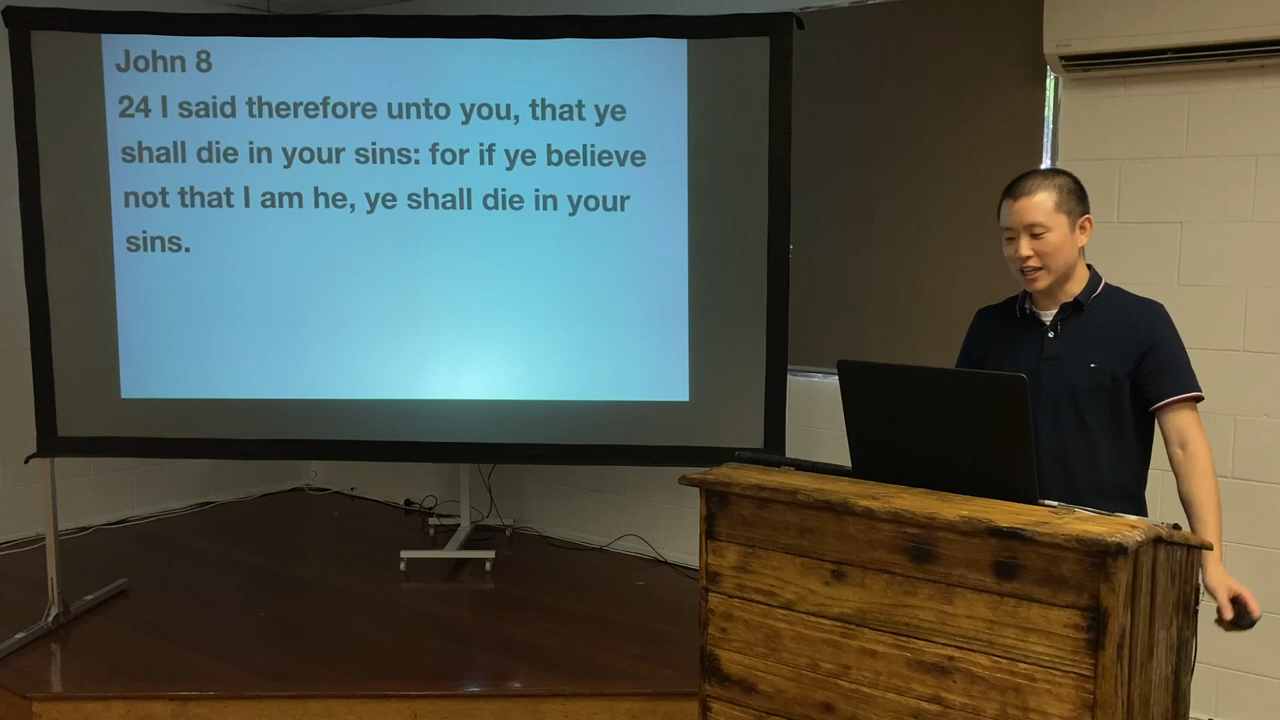 John 8
24 I said therefore unto you, that ye
shall die in your sins: for if ye believe
not that I am he, ye shall die in your
sins.